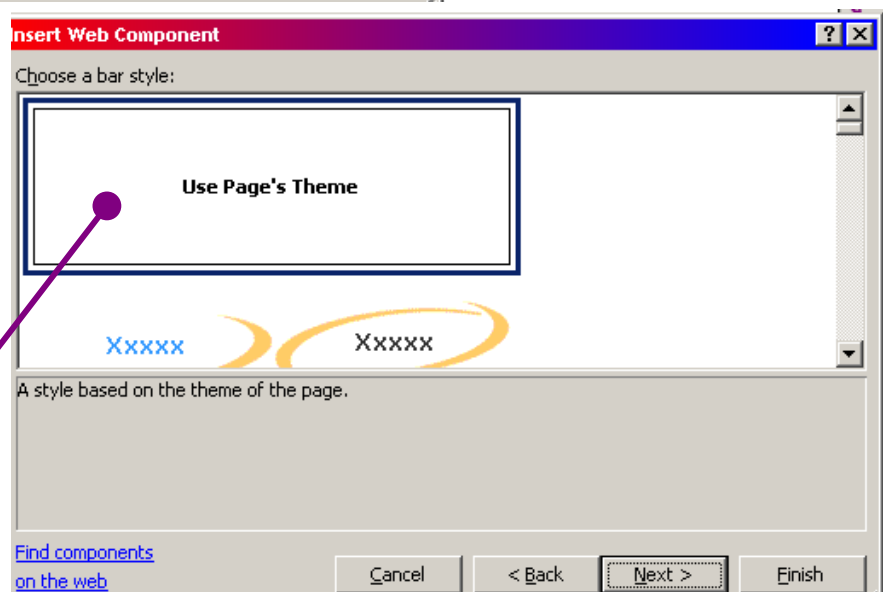 Insert Web Component
Choose a bar style:
Use Page's Theme
Xxxxx Xxxxx
A style based on the theme of the page.
Find components
on the web
Cancel < Back Next > Finish